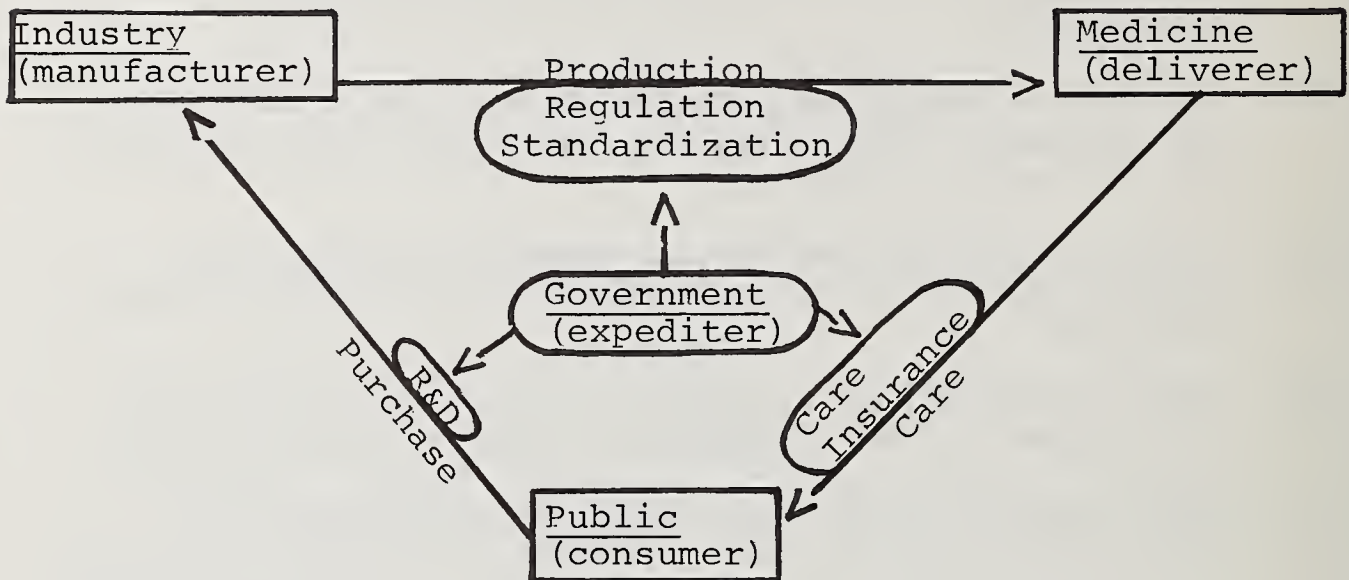 Industry
(manufacturer)
Medicine
(deliverer)
Production
Regulation
Standardization
Government
(expediter)
R&D
Purchase
Care
Insurance
Care
Public
(consumer)